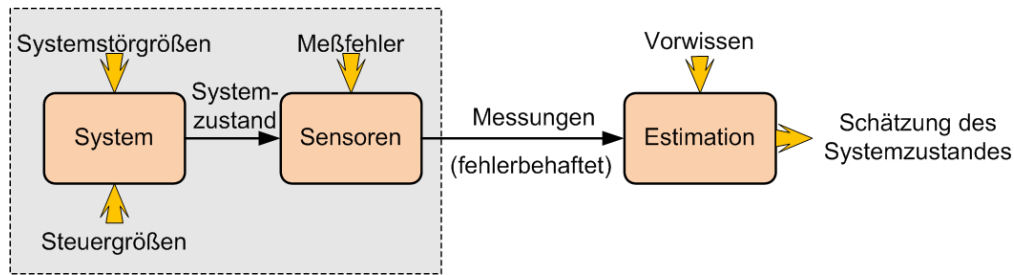 Systemstörgrößen
Meßfehler
Vorwissen
System-
zustand
System
Sensoren
Messungen
(fehlerbehaftet)
Estimation
Schätzung des
Systemzustandes
Steuergrößen